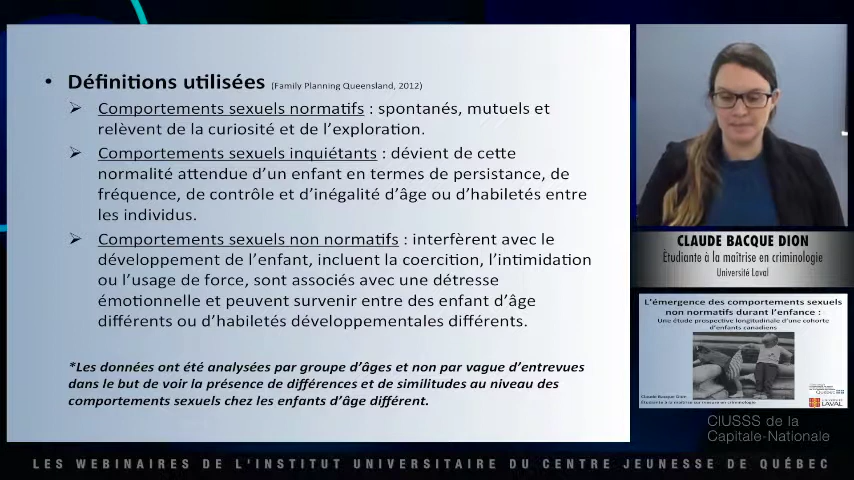 • Définitions utilisées (Family Planning Queensland, 2012)
➢ Comportements sexuels normatifs : spontanés, mutuels et
relèvent de la curiosité et de l'exploration.
➢ Comportements sexuels inquiétants : dévient de cette
normalité attendue d'un enfant en termes de persistance, de
fréquence, de contrôle et d'inégalité d'âge ou d'habiletés entre
les individus.
➢ Comportements sexuels non normatifs : interfèrent avec le
développement de l'enfant, incluent la coercition, l'intimidation
ou l'usage de force, sont associés avec une détresse
émotionnelle et peuvent survenir entre des enfant d'âge
différents ou d'habiletés développementales différents.
*Les données ont été analysées par groupe d'âges et non par vague d'entrevues
dans le but de voir la présence de différences et de similitudes au niveau des
comportements sexuels chez les enfants d'âge différent.
CLAUDE BACQUE DION
Étudiante à la maîtrise en criminologie
Université Laval
L'émergence des comportements sexuels
non normatifs durant l'enfance :
Une étude prospective longitudinale d'une cohorte
d'enfants canadiens
Claude Bacque Dion
Québec
UNIVERSITÉ
LAVAL
CIUSSS de la
Capitale-Nationale
LES WEBINAIRES DE L'INSTITUT UNIVERSITAIRE DU CENTRE JEUNESSE DE QUÉBEC